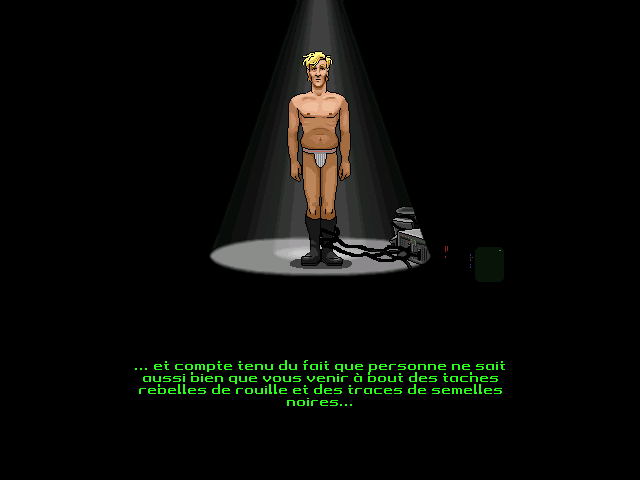 ... et compte tenu du fait que personne ne sait
aussi bien que vous venir à bout des taches
rebelles de rouille et des traces de semelles
noires...